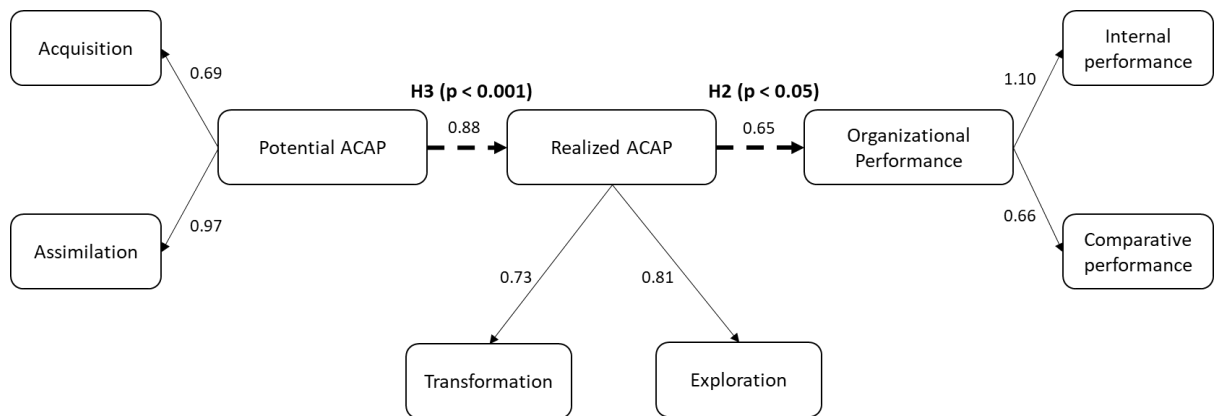 Acquisition
0.69
Assimilation
0.97
Potential ACAP
H3 (p < 0.001)
0.88
Realized ACAP
H2 (p < 0.05)
0.65
Organizational
Performance
1.10
Internal
performance
0.66
Comparative
performance
0.73
0.81
Transformation
Exploration